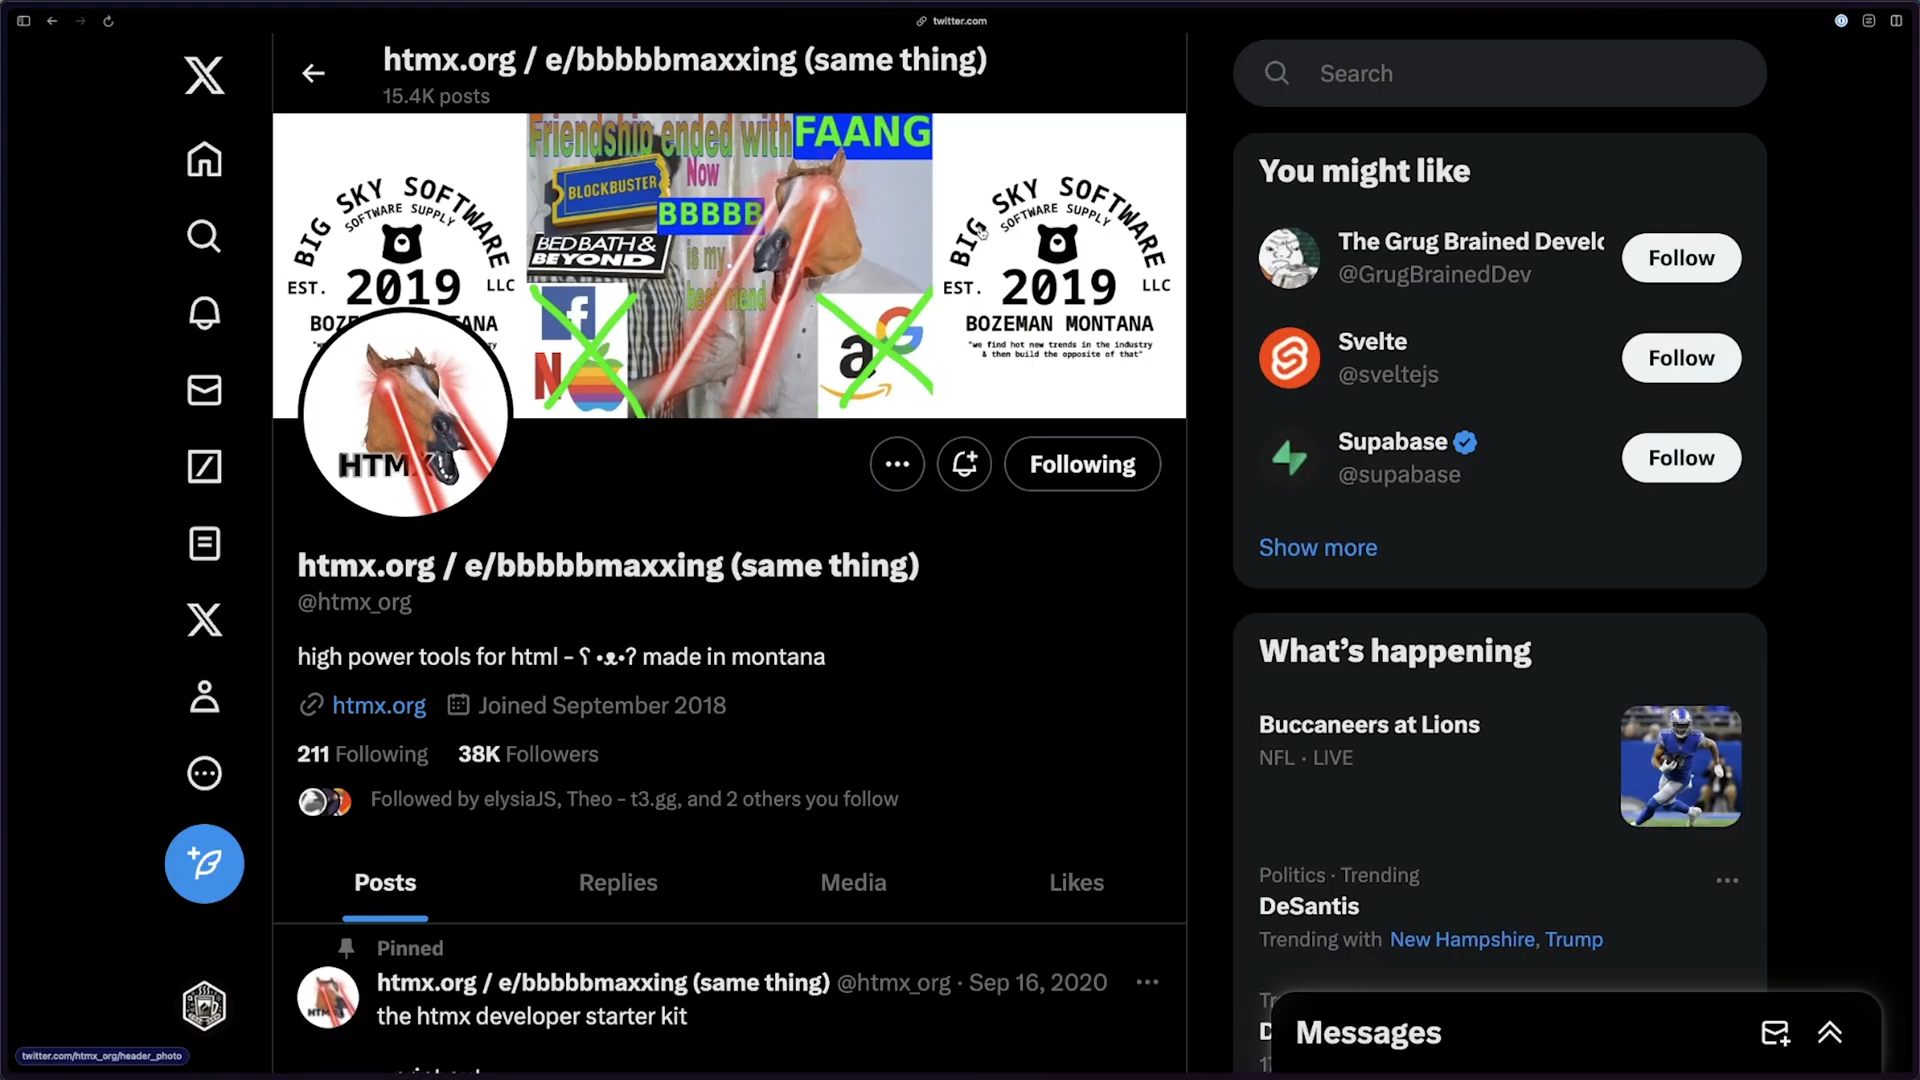 twitter.com
htmx.org / e/bbbbbmaxxing (same thing)
15.4K posts
Search
BIG SKY SOFTWARE
SOFTWARE SUPPLY
EST. 2019 LLC
BOZEMAN MONTANA
Friendship ended with FAANG
BLOCKBUSTER
Now
BBBBB
BED BATH &
BEYOND
is my
best friend
f
N
a
G
BIG SKY SOFTWARE
SOFTWARE SUPPLY
EST. 2019 LLC
BOZEMAN MONTANA
"we find hot new trends in the industry
& then build the opposite of that"
HTMX
Following
htmx.org / e/bbbbbmaxxing (same thing)
@htmx_org
high power tools for html - ʕ •ᴥ•ʔ made in montana
htmx.org Joined September 2018
211 Following 38K Followers
Followed by elysiaJS, Theo - t3.gg, and 2 others you follow
Posts Replies Media Likes
Pinned
htmx.org / e/bbbbbmaxxing (same thing) @htmx_org · Sep 16, 2020
the htmx developer starter kit
You might like
The Grug Brained Develo
@GrugBrainedDev
Follow
Svelte
@sveltejs
Follow
Supabase
@supabase
Follow
Show more
What's happening
Buccaneers at Lions
NFL · LIVE
Politics · Trending
DeSantis
Trending with New Hampshire, Trump
Messages
twitter.com/htmx_org/header_photo